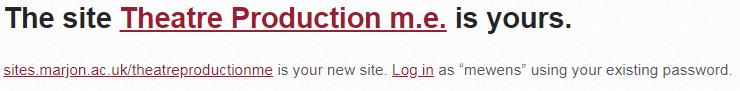 The site Theatre Production m.e. is yours.
sites.marjon.ac.uk/theatreproductionme is your new site. Log in as “mewens” using your existing password.